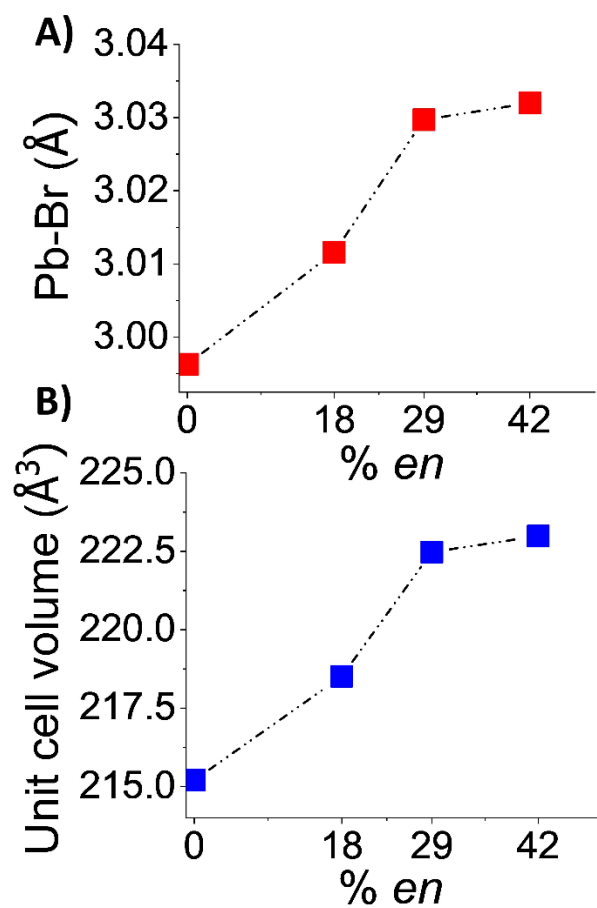 A)
Pb-Br (Å)
3.04
3.03
3.02
3.01
3.00
0 18 29 42
% en
B)
Unit cell volume (Å³)
225.0
222.5
220.0
217.5
215.0
0 18 29 42
% en